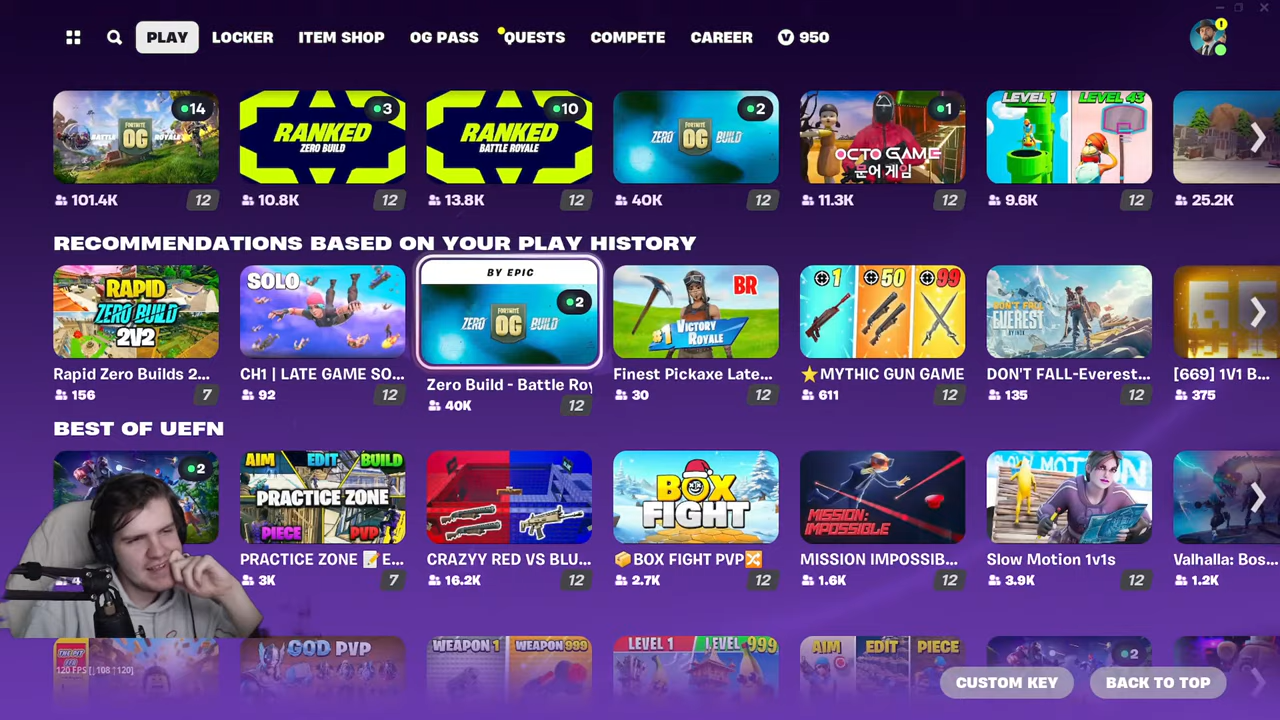 PLAY LOCKER ITEM SHOP OG PASS QUESTS COMPETE CAREER V 950
14 3 10 2 1
BATTLE OG ROYALE
RANKED
ZERO BUILD
RANKED
BATTLE ROYALE
ZERO OG BUILD
OCTO GAME
문어 게임
LEVEL 1 LEVEL 43
101.4K 12 10.8K 12 13.8K 12 40K 12 11.3K 12 9.6K 12 25.2K
RECOMMENDATIONS BASED ON YOUR PLAY HISTORY
RAPID
ZERO BUILD
2V2
SOLO
BY EPIC
2
ZERO OG BUILD
BR
#1 VICTORY
ROYALE
1 50 99
DON'T FALL
EVEREST
Rapid Zero Builds 2... CH1 | LATE GAME SO... Zero Build - Battle Roy Finest Pickaxe Late... ⭐MYTHIC GUN GAME DON'T FALL-Everest... [669] 1V1 B...
156 7 92 12 40K 12 30 12 611 12 135 12 375
BEST OF UEFN
2
AIM EDIT BUILD
PRACTICE ZONE
PIECE PVP
BOX
FIGHT
MISSION:
IMPOSSIBLE
SLOW MOTION
PRACTICE ZONE 📝E... CRAZYY RED VS BLU... 📦BOX FIGHT PVP🔀 MISSION IMPOSSIB... Slow Motion 1v1s Valhalla: Bos...
3K 7 16.2K 12 2.7K 12 1.6K 12 3.9K 12 1.2K
GOD PVP
WEAPON 1 WEAPON 999
LEVEL 1 LEVEL 999
AIM EDIT PIECE
2
CUSTOM KEY BACK TO TOP